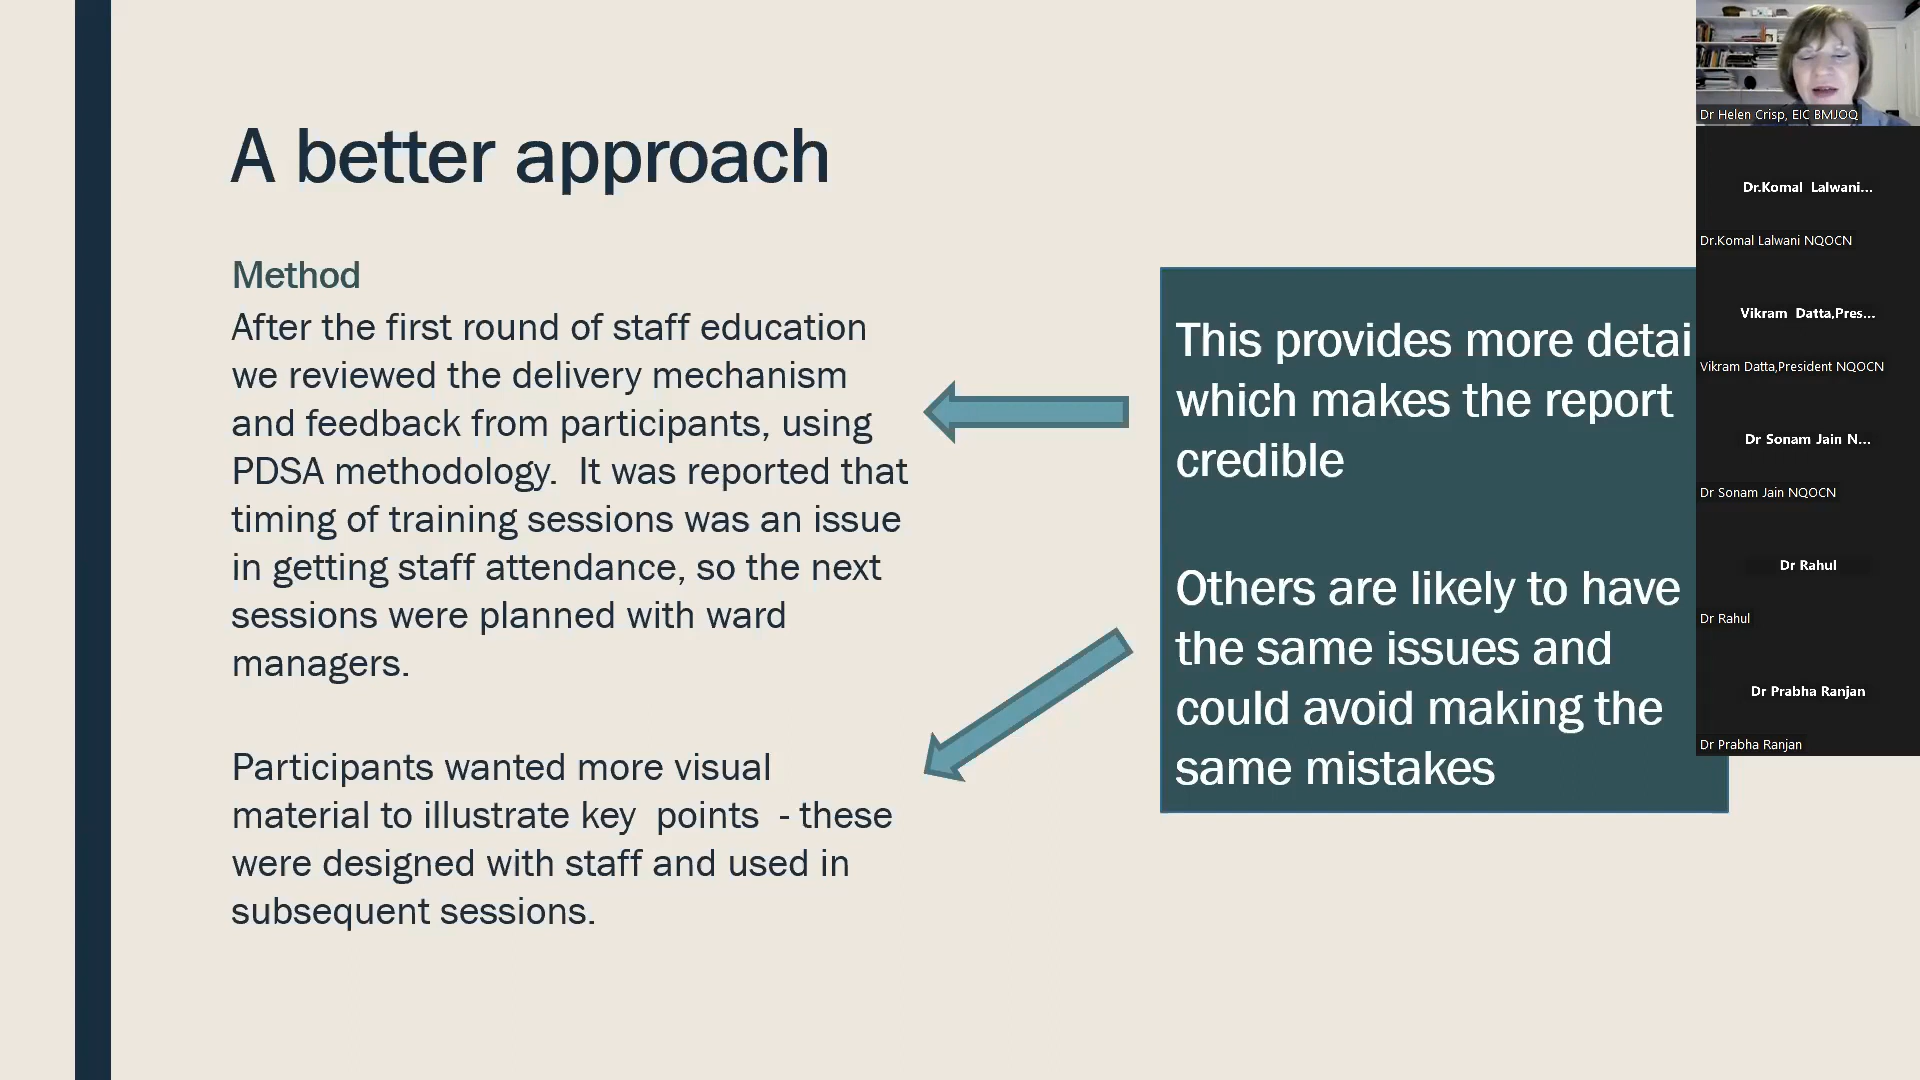 A better approach
Method
After the first round of staff education
we reviewed the delivery mechanism
and feedback from participants, using
PDSA methodology.  It was reported that
timing of training sessions was an issue
in getting staff attendance, so the next
sessions were planned with ward
managers.
Participants wanted more visual
material to illustrate key  points  - these
were designed with staff and used in
subsequent sessions.
This provides more detai
which makes the report
credible
Others are likely to have
the same issues and
could avoid making the
same mistakes
Dr Helen Crisp, EIC BMJOQ
Dr.Komal  Lalwani...
Dr.Komal Lalwani NQOCN
Vikram  Datta,Pres...
Vikram Datta,President NQOCN
Dr Sonam Jain N...
Dr Sonam Jain NQOCN
Dr Rahul
Dr Rahul
Dr Prabha Ranjan
Dr Prabha Ranjan